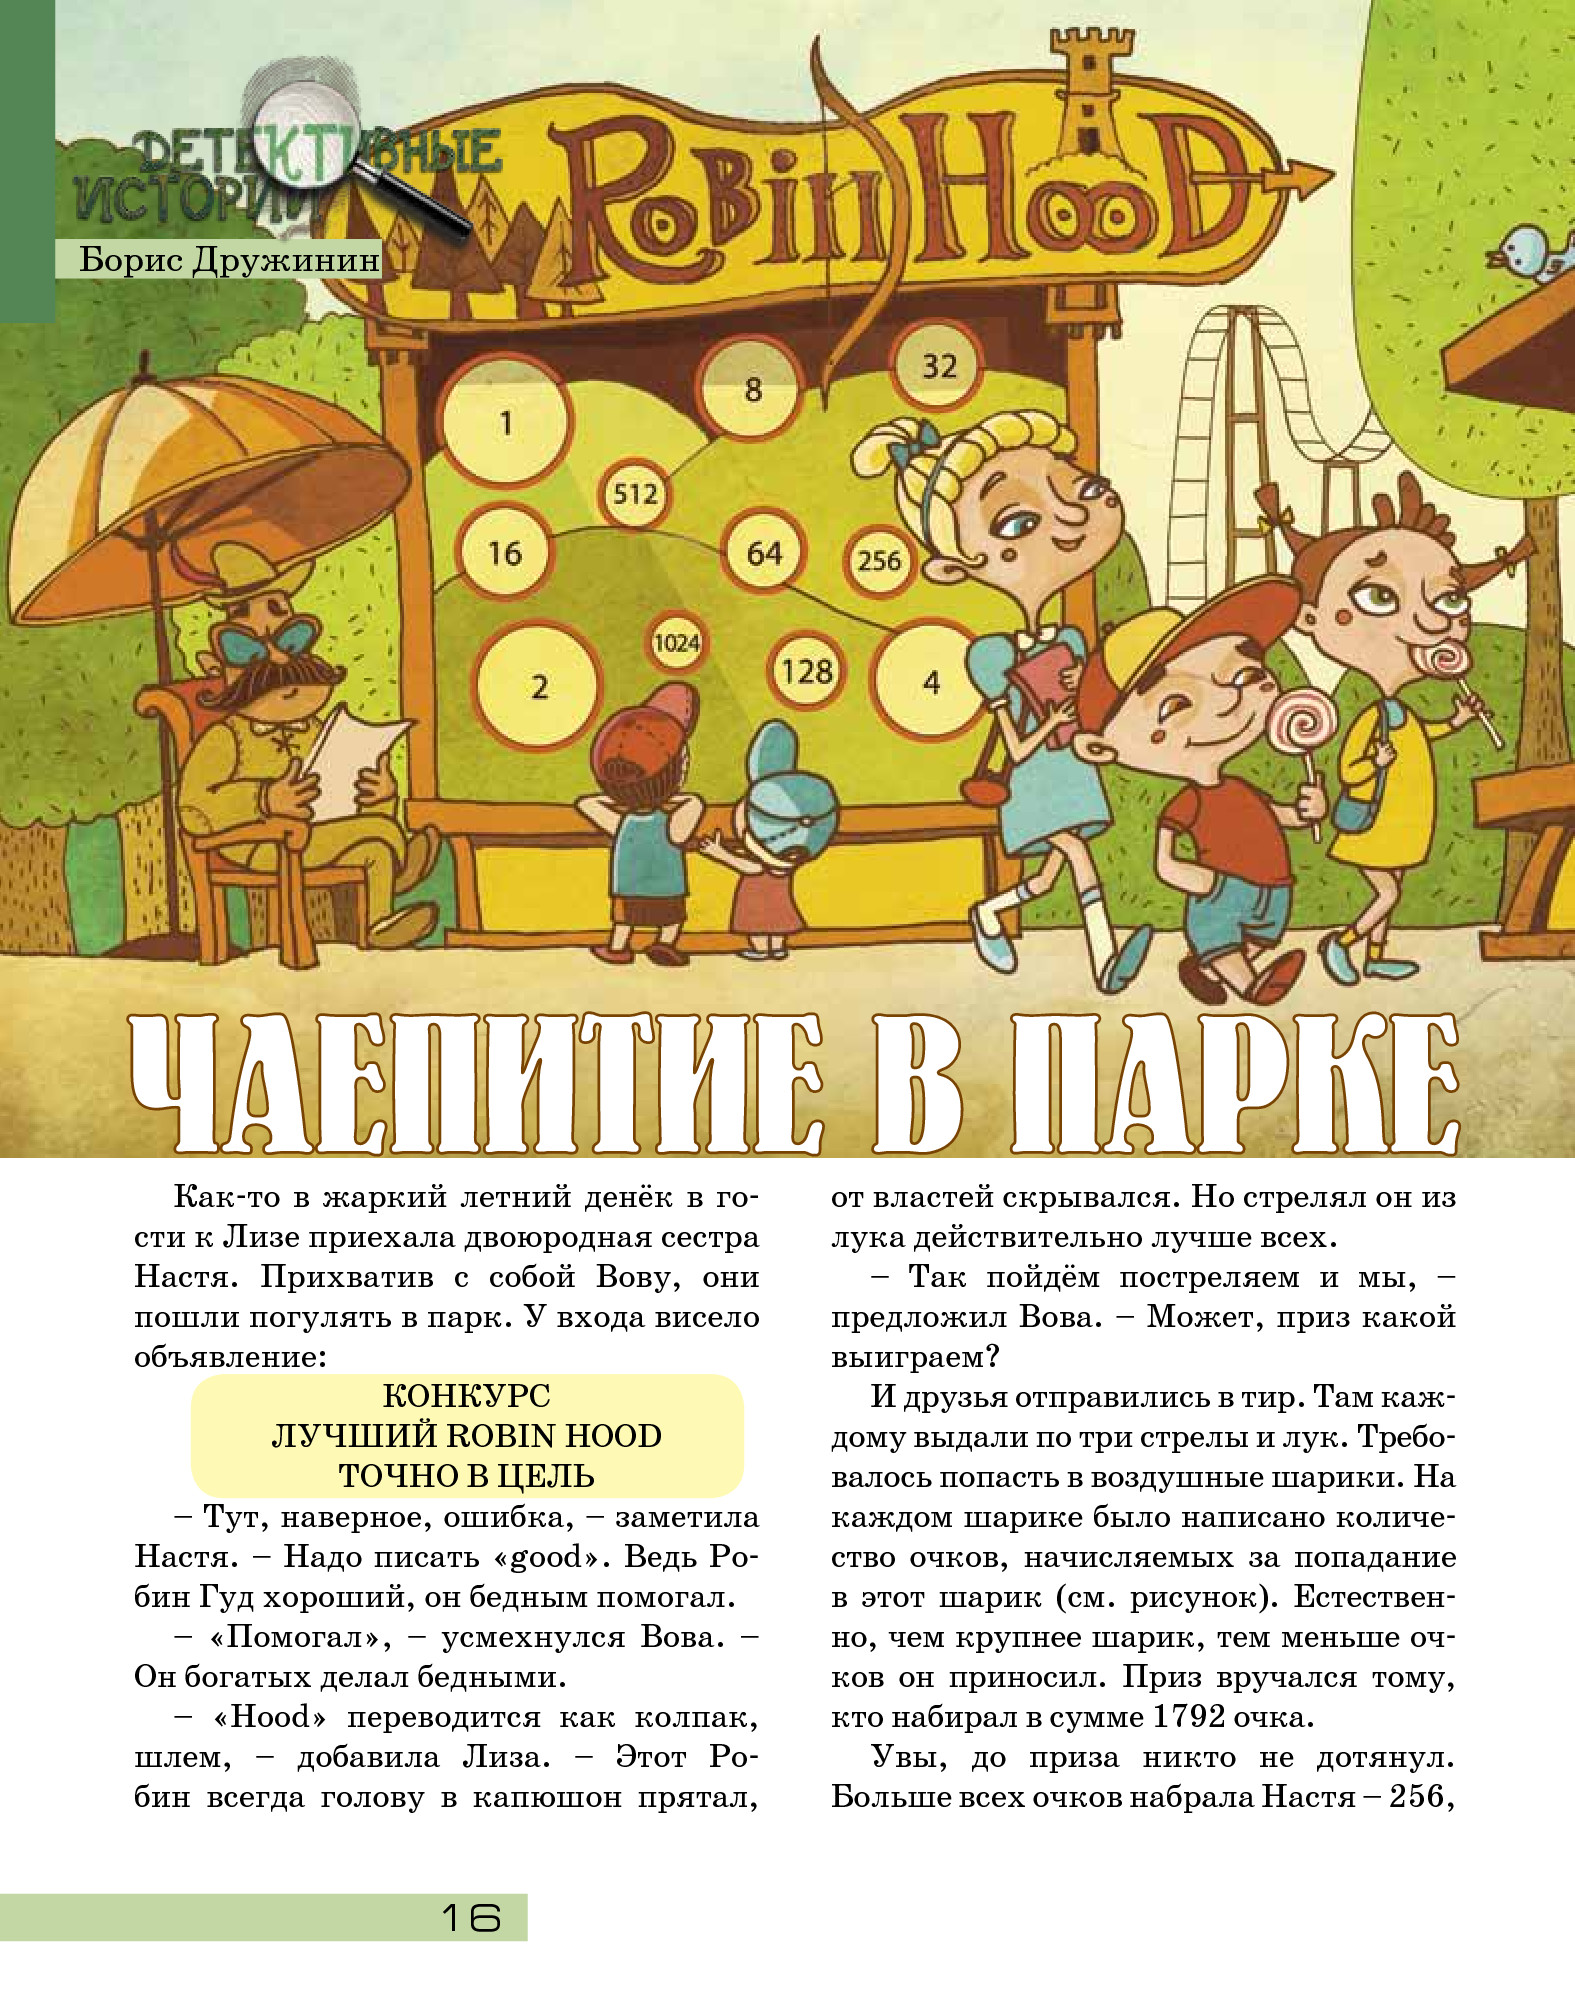 ДЕТЕКТИВНЫЕ
ИСТОРИИ
Борис Дружинин
ROBIN HOOD
1
8
32
512
16
64
256
1024
2
128
4
ЧАЕПИТИЕ В ПАРКЕ
Как-то в жаркий летний денёк в го-
сти к Лизе приехала двоюродная сестра
Настя. Прихватив с собой Вову, они
пошли погулять в парк. У входа висело
объявление:
КОНКУРС
ЛУЧШИЙ ROBIN HOOD
ТОЧНО В ЦЕЛЬ
– Тут, наверное, ошибка, – заметила
Настя. – Надо писать «good». Ведь Ро-
бин Гуд хороший, он бедным помогал.
– «Помогал», – усмехнулся Вова. –
Он богатых делал бедными.
– «Hood» переводится как колпак,
шлем, – добавила Лиза. – Этот Ро-
бин всегда голову в капюшон прятал,
от властей скрывался. Но стрелял он из
лука действительно лучше всех.
– Так пойдём постреляем и мы, –
предложил Вова. – Может, приз какой
выиграем?
И друзья отправились в тир. Там каж-
дому выдали по три стрелы и лук. Требо-
валось попасть в воздушные шарики. На
каждом шарике было написано количе-
ство очков, начисляемых за попадание
в этот шарик (см. рисунок). Естествен-
но, чем крупнее шарик, тем меньше оч-
ков он приносил. Приз вручался тому,
кто набирал в сумме 1792 очка.
Увы, до приза никто не дотянул.
Больше всех очков набрала Настя – 256,
16